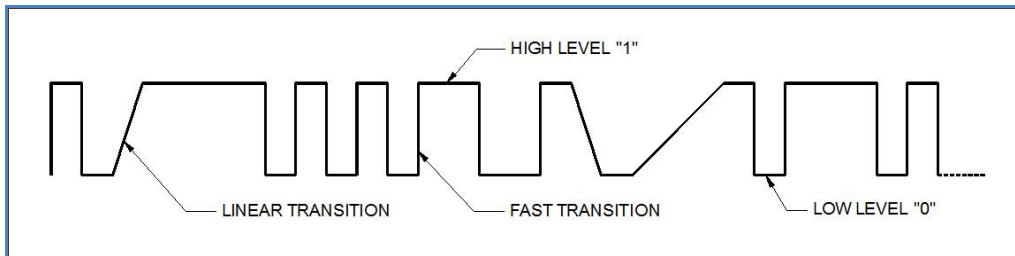 HIGH LEVEL "1"
LINEAR TRANSITION
FAST TRANSITION
LOW LEVEL "0"